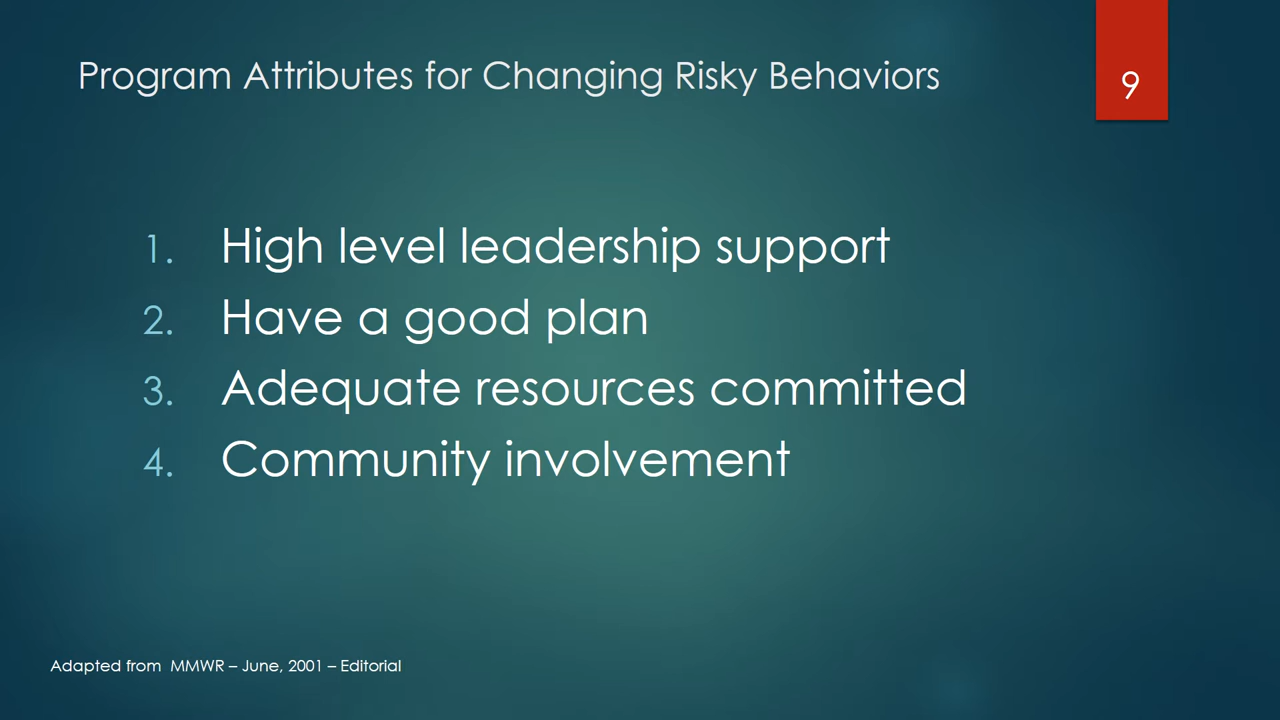 Program Attributes for Changing Risky Behaviors
9
1. High level leadership support
2. Have a good plan
3. Adequate resources committed
4. Community involvement
Adapted from MMWR – June, 2001 – Editorial